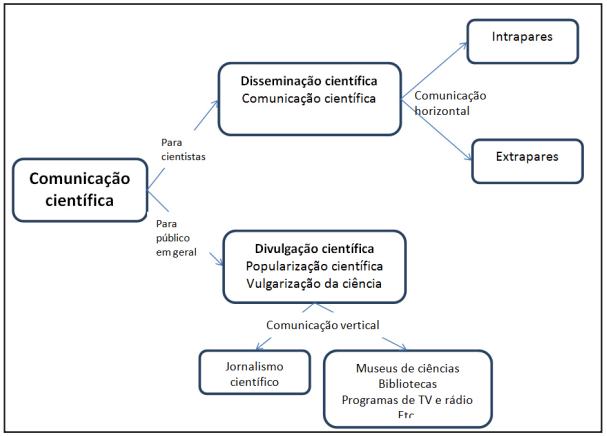 Intrapares
Disseminação científica
Comunicação científica
Comunicação
horizontal
Para
cientistas
Extrapares
Comunicação
científica
Para
público
em geral
Divulgação científica
Popularização científica
Vulgarização da ciência
Comunicação vertical
Jornalismo
científico
Museus de ciências
Bibliotecas
Programas de TV e rádio
Etc